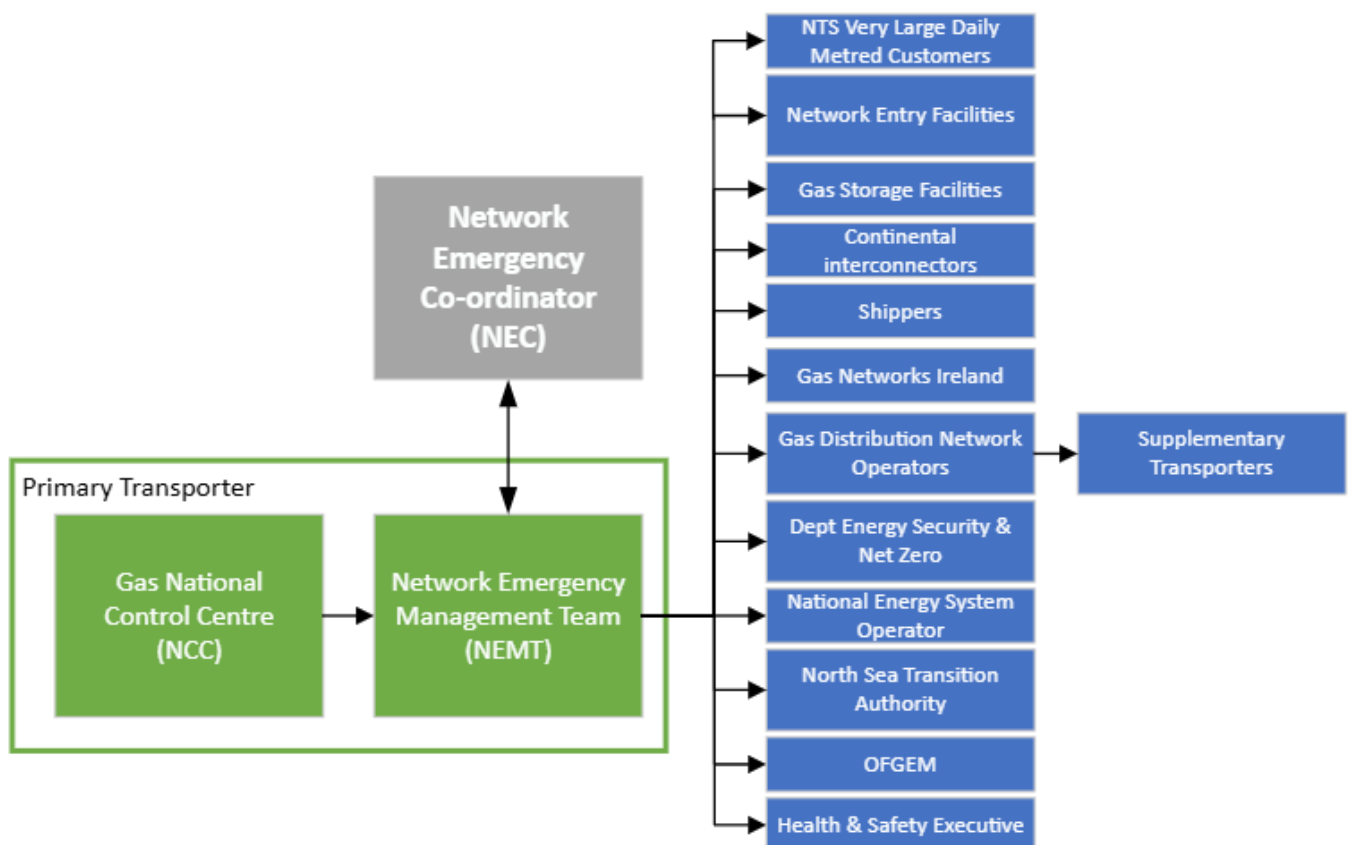 NTS Very Large Daily
Metred Customers
Network Entry Facilities
Gas Storage Facilities
Continental
interconnectors
Shippers
Gas Networks Ireland
Gas Distribution Network
Operators
Supplementary
Transporters
Dept Energy Security &
Net Zero
National Energy System
Operator
North Sea Transition
Authority
OFGEM
Health & Safety Executive
Network
Emergency
Co-ordinator
(NEC)
Primary Transporter
Gas National
Control Centre
(NCC)
Network Emergency
Management Team
(NEMT)